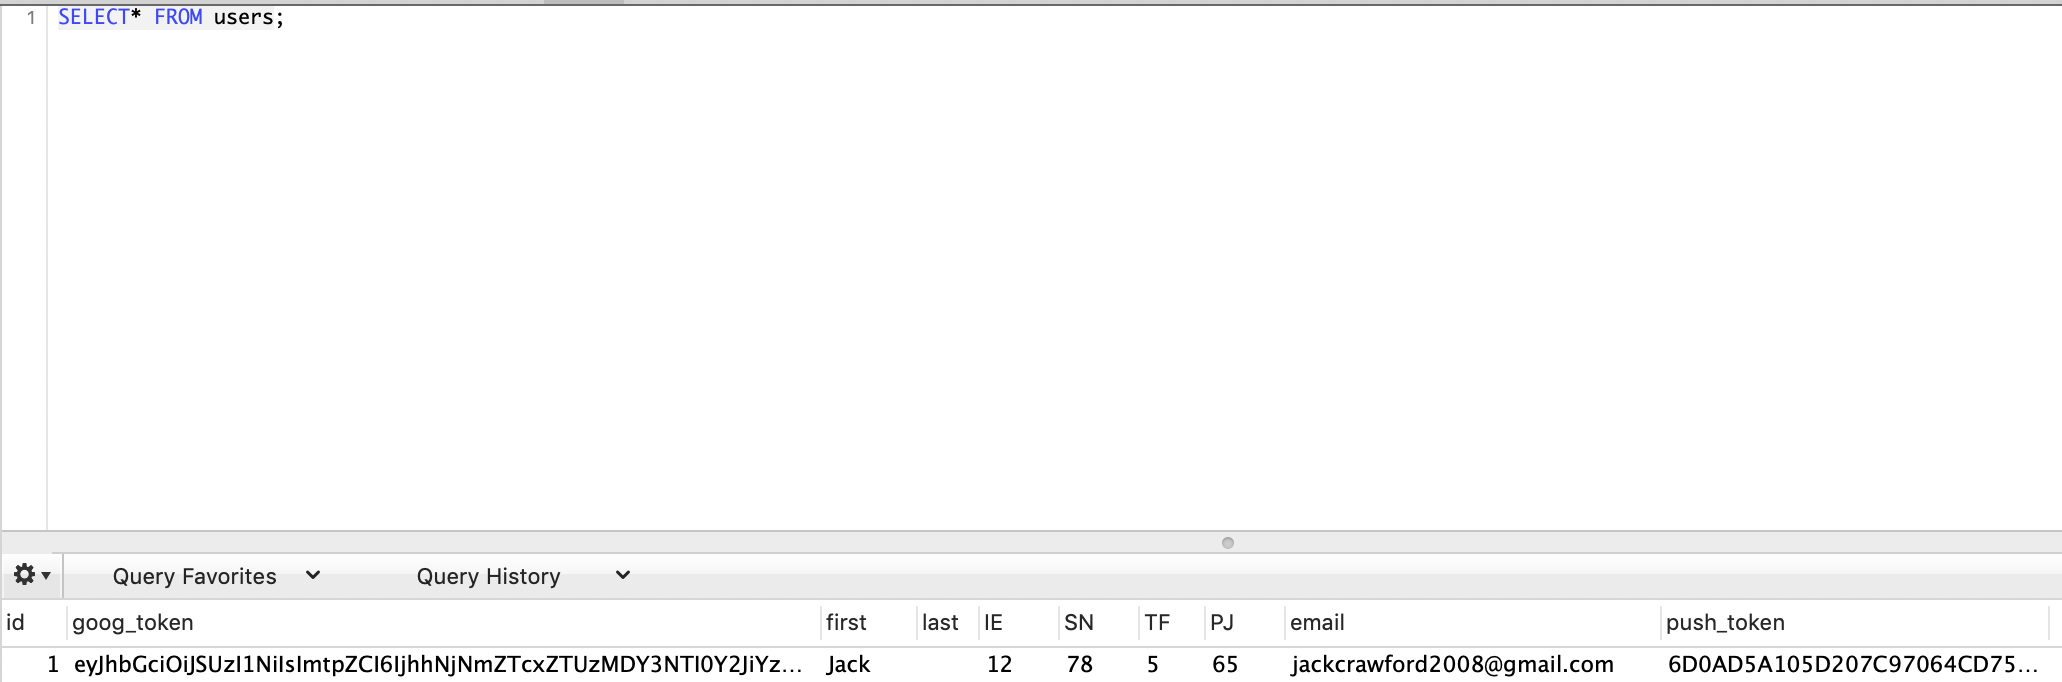 1 SELECT* FROM users;
Query Favorites Query History
id goog_token first last IE SN TF PJ email push_token
1 eyJhbGciOiJSUzI1NiIsImtpZCI6IjhhNjNmZTcxZTUzMDY3NTI0Y2JiYz... Jack 12 78 5 65 jackcrawford2008@gmail.com 6D0AD5A105D207C97064CD75...